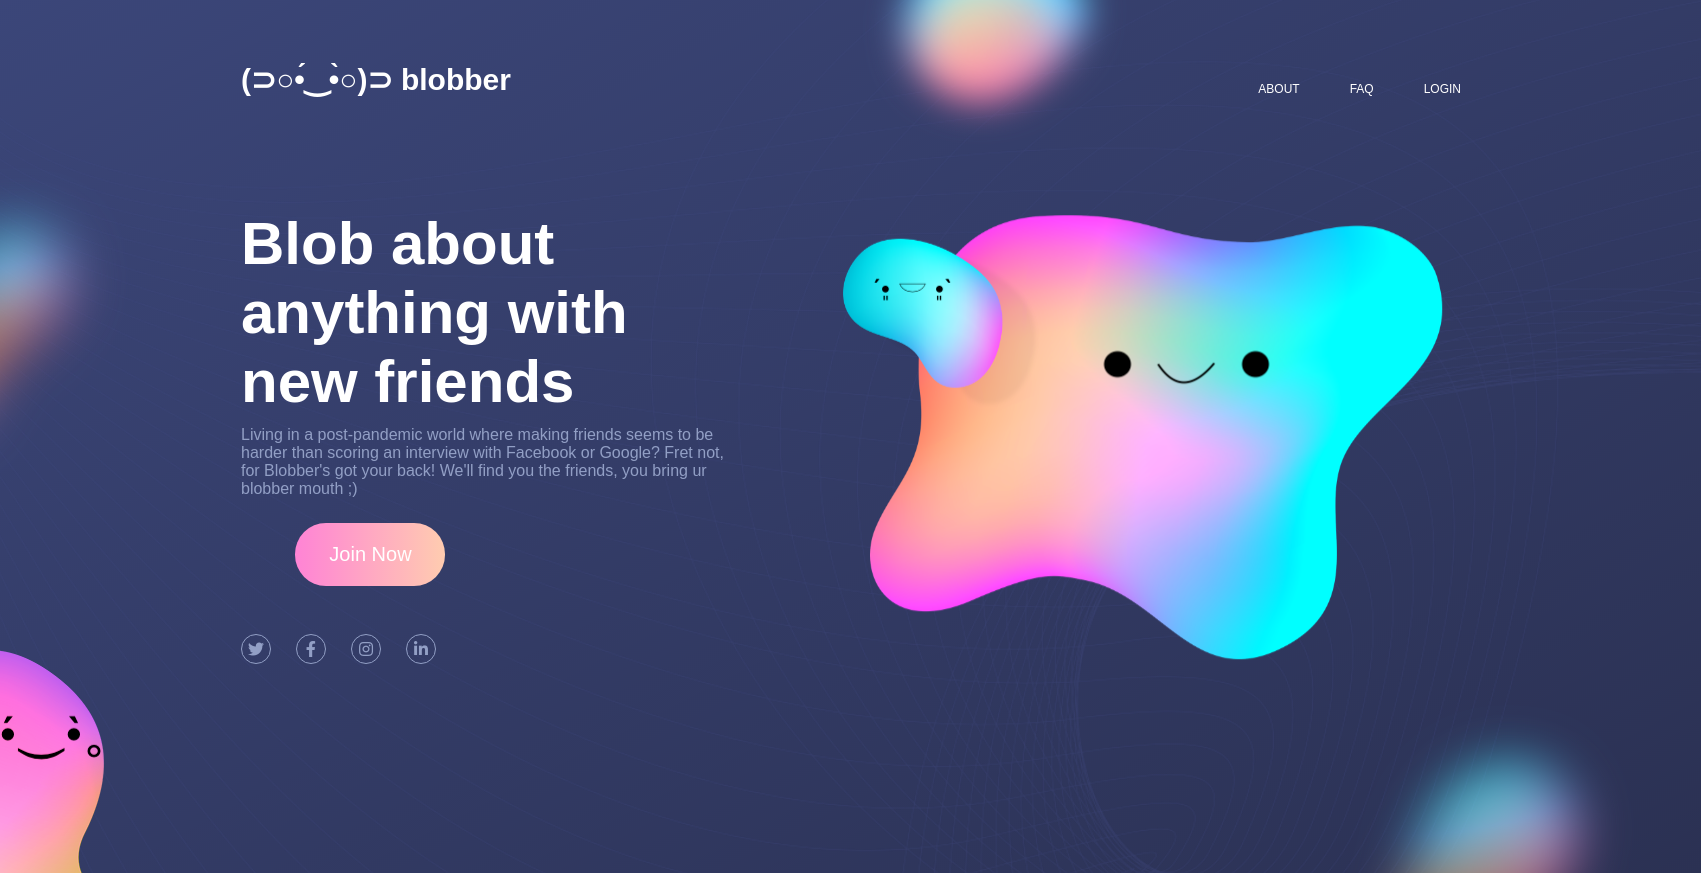 (⊃○•́‿•̀○)⊃ blobber
ABOUT
FAQ
LOGIN
Blob about
anything with
new friends
Living in a post-pandemic world where making friends seems to be
harder than scoring an interview with Facebook or Google? Fret not,
for Blobber's got your back! We'll find you the friends, you bring ur
blobber mouth ;)
Join Now